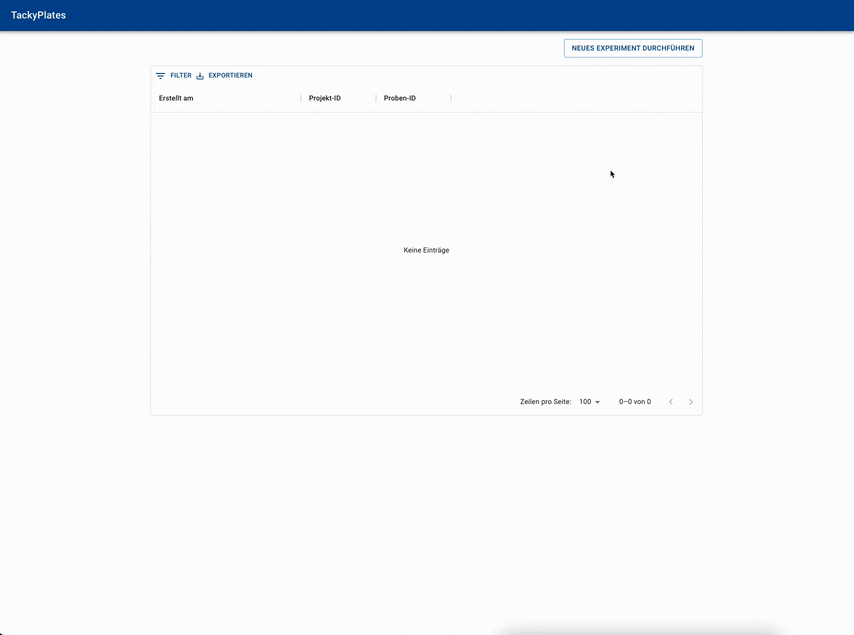 TackyPlates
NEUES EXPERIMENT DURCHFÜHREN
FILTER EXPORTIEREN
Erstellt am Projekt-ID Proben-ID
Keine Einträge
Zeilen pro Seite: 100 0–0 von 0